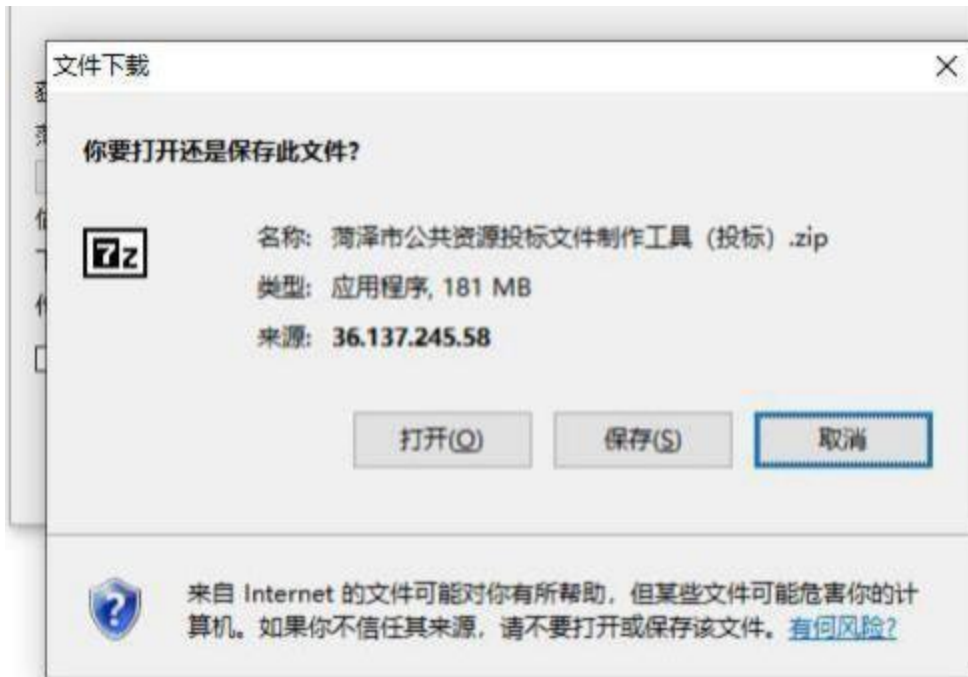 文件下载
你要打开还是保存此文件?
7z
名称: 菏泽市公共资源投标文件制作工具（投标）.zip
类型: 应用程序, 181 MB
来源: 36.137.245.58
打开(O) 保存(S) 取消
来自 Internet 的文件可能对你有所帮助，但某些文件可能危害你的计
算机。如果你不信任其来源，请不要打开或保存该文件。有何风险?